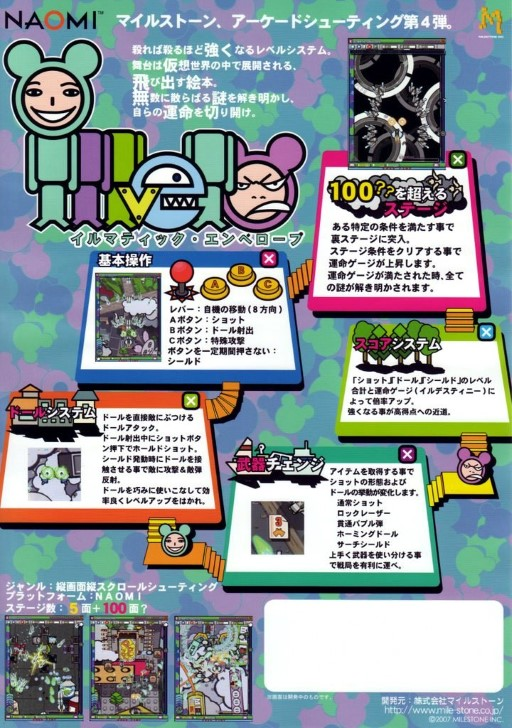 NAOMI™
マイルストーン、アーケードシューティング第4弾。
MILESTONE INC.
殺れば殺るほど強くなるレベルシステム。
舞台は仮想世界の中で展開される、
飛び出す絵本。
無数に散らばる謎を解き明かし、
自らの運命を切り開け。
イルマティック・エンベロープ
100??を超える
ステージ
ある特定の条件を満たす事で
裏ステージに突入。
ステージ条件をクリアする事で
運命ゲージが上昇します。
運命ゲージが満たされた時、全て
の謎が解き明かされます。
基本操作
A
B
C
レバー:自機の移動(8方向)
Aボタン:ショット
Bボタン:ドール射出
Cボタン:特殊攻撃
ボタンを一定期間押さない:
シールド
スコアシステム
「ショット」「ドール」「シールド」のレベル
合計と運命ゲージ(イルデスティニー)に
よって倍率アップ。
強くなる事が高得点への近道。
ドールシステム
ドールを直接敵にぶつける
ドールアタック。
ドール射出中にショットボタ
ン押下でホールドショット。
シールド発動時にドールを接
触させる事で敵に攻撃&敵弾
反射。
ドールを巧みに使いこなして効
率良くレベルアップをはかれ。
武器チェンジ
アイテムを取得する事で
ショットの形態および
ドールの挙動が変化します。
通常ショット
ロックレーザー
貫通バブル弾
ホーミングドール
サーチシールド
上手く武器を使い分ける事
で戦局を有利に運べ。
ジャンル:縦画面縦スクロールシューティング
プラットフォーム:NAOMI
ステージ数: 5面+100面?
※画面は開発中のものです。
開発元:株式会社マイルストーン
http://www.mile-stone.co.jp/
©2007 MILESTONE INC.